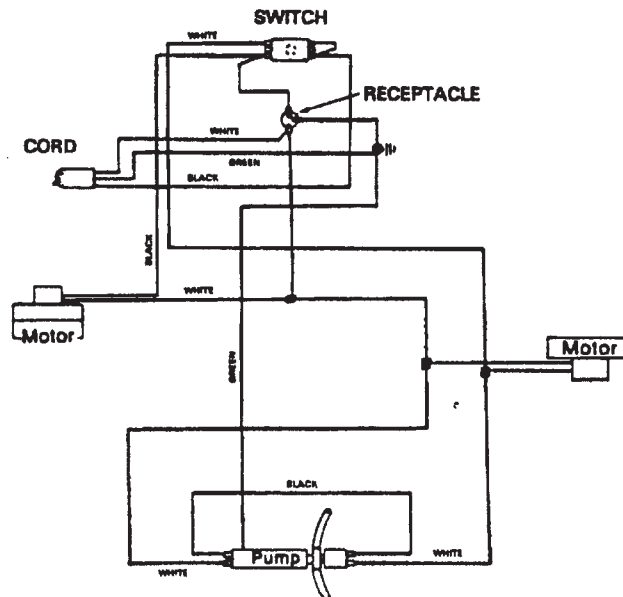 SWITCH
WHITE
RECEPTACLE
WHITE
CORD
GREEN
BLACK
BLACK
WHITE
Motor
Motor
GREEN
BLACK
Pump
WHITE
WHITE